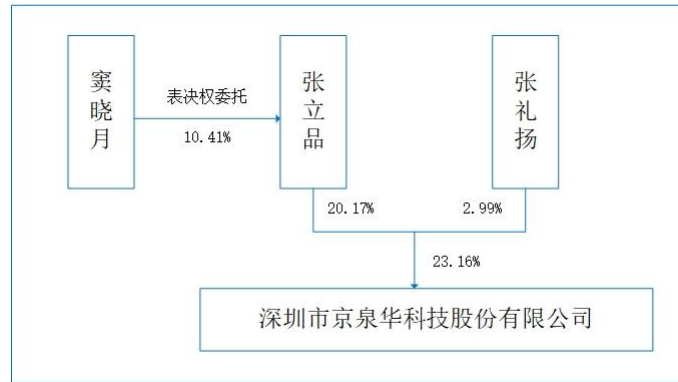 窦晓月
表决权委托
10.41%
张立品
张礼扬
20.17%
2.99%
23.16%
深圳市京泉华科技股份有限公司